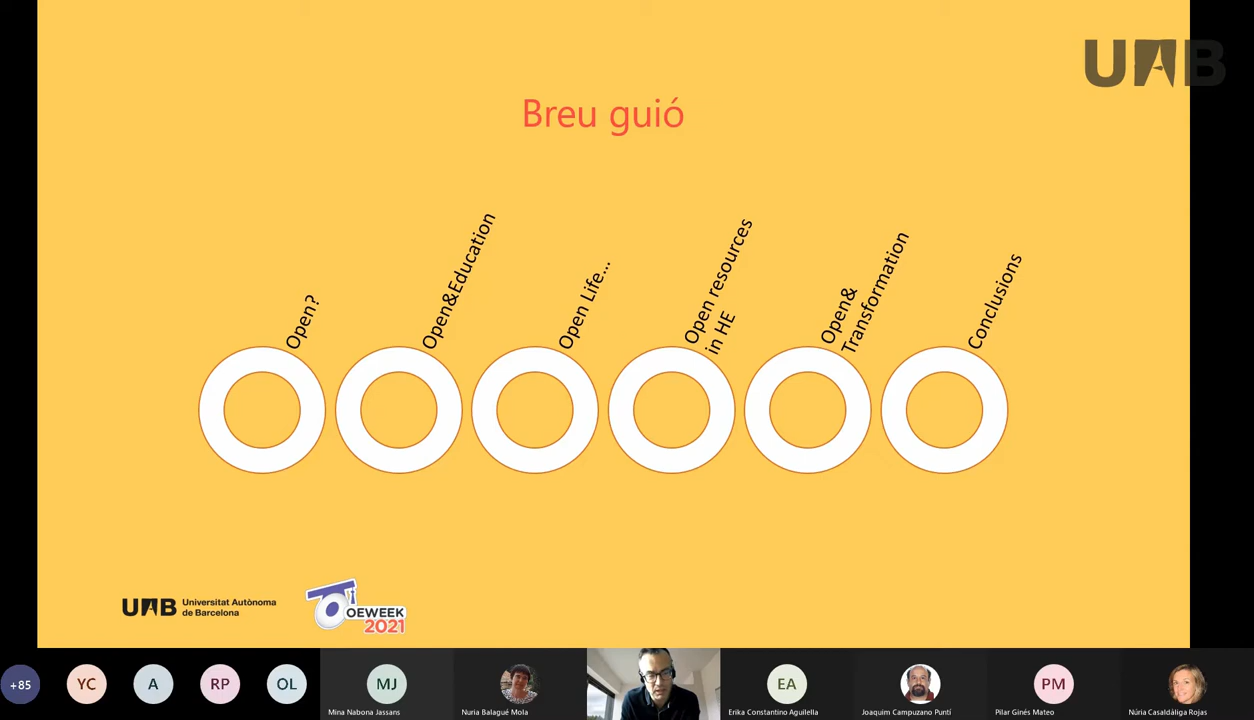 UAB
Breu guió
Open?
Open&Education
Open Life...
Open resources
in HE
Open&
Transformation
Conclusions
UAB Universitat Autònoma
de Barcelona
OEWEEK
2021
+85
YC
A
RP
OL
MJ
EA
PM
Mina Nabona Jassans
Nuria Balagué Mola
Erika Constantino Aguilella
Joaquim Campuzano Puntí
Pilar Ginés Mateo
Núria Casaldáliga Rojas